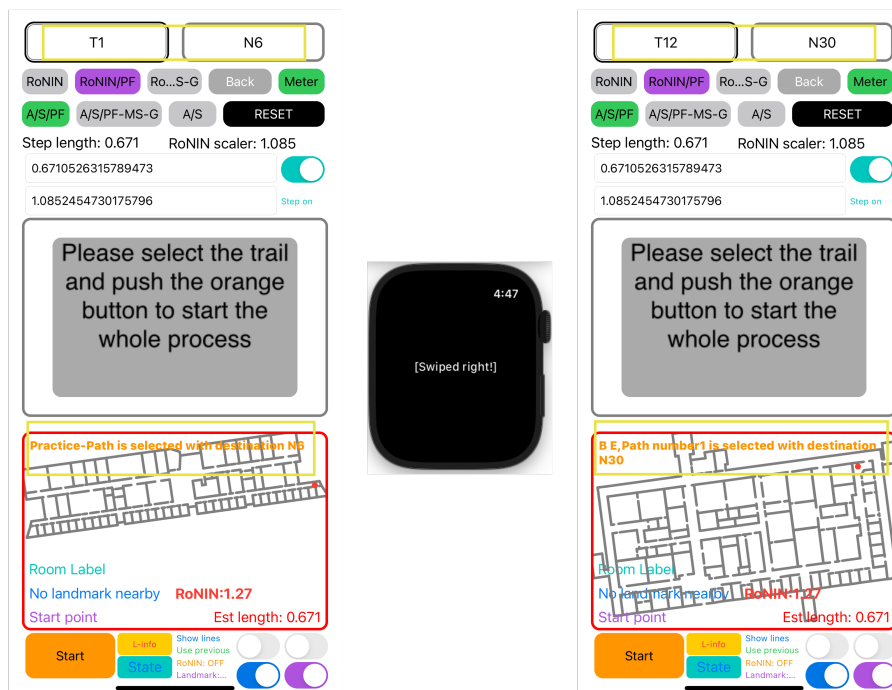 T1 N6
RoNIN RoNIN/PF Ro...S-G Back Meter
A/S/PF A/S/PF-MS-G A/S RESET
Step length: 0.671 RoNIN scaler: 1.085
0.6710526315789473
1.0852454730175796 Step on
Please select the trail
and push the orange
button to start the
whole process
Practice-Path is selected with destination N6
Room Label
No landmark nearby RoNIN:1.27
Start point Est length: 0.671
Start
L-info
State
Show lines
Use previous
RoNIN: OFF
Landmark:...
4:47
[Swiped right!]
T12 N30
RoNIN RoNIN/PF Ro...S-G Back Meter
A/S/PF A/S/PF-MS-G A/S RESET
Step length: 0.671 RoNIN scaler: 1.085
0.6710526315789473
1.0852454730175796 Step on
Please select the trail
and push the orange
button to start the
whole process
B E,Path number1 is selected with destination
N30
Room Label
No landmark nearby RoNIN:1.27
Start point Est length: 0.671
Start
L-info
State
Show lines
Use previous
RoNIN: OFF
Landmark:...